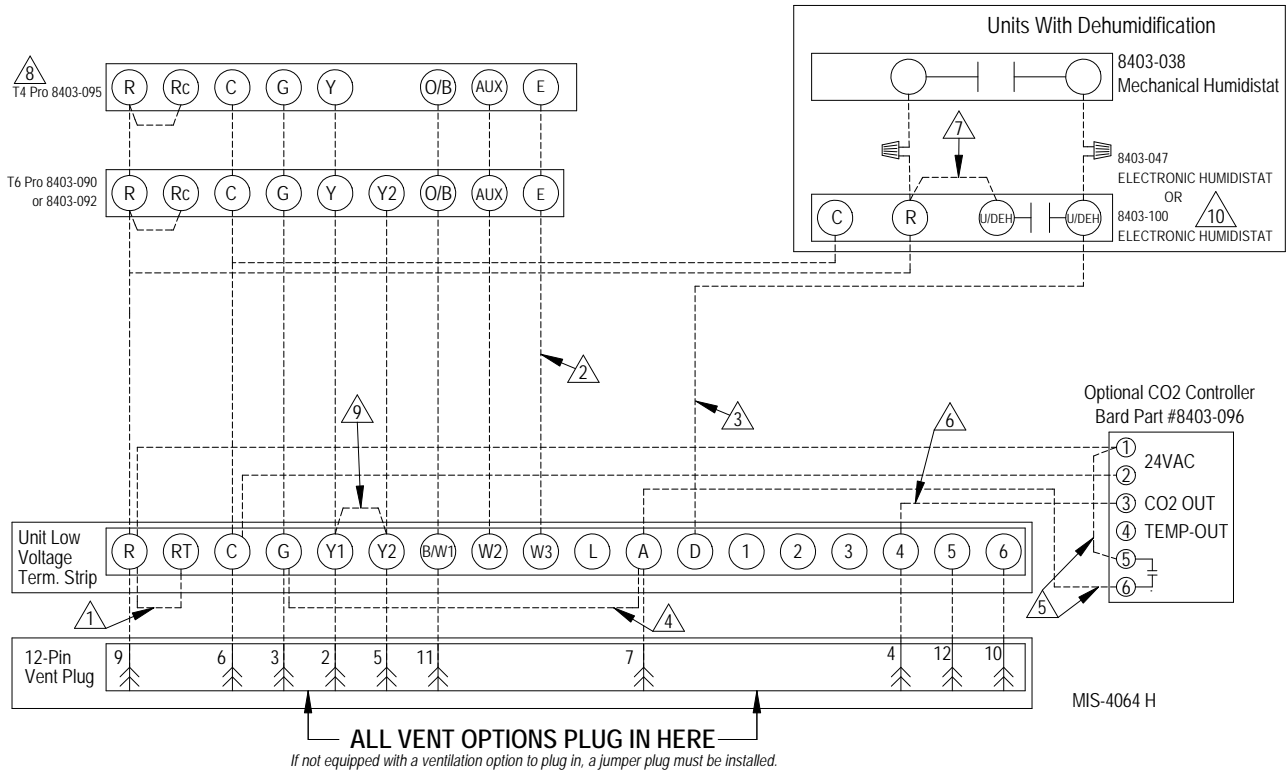 Units With Dehumidification
8403-038
Mechanical Humidistat
8
T4 Pro 8403-095
R Rc C G Y O/B AUX E
7
8403-047
ELECTRONIC HUMIDISTAT
OR
8403-100
ELECTRONIC HUMIDISTAT
10
T6 Pro 8403-090
or 8403-092
R Rc C G Y Y2 O/B AUX E
C R U/DEH U/DEH
2
3
9
6
Optional CO2 Controller
Bard Part #8403-096
1
2
24VAC
3 CO2 OUT
4 TEMP-OUT
5
6
5
Unit Low
Voltage
Term. Strip
R RT C G Y1 Y2 B/W1 W2 W3 L A D 1 2 3 4 5 6
1
4
12-Pin
Vent Plug
9 6 3 2 5 11 7 4 12 10
MIS-4064 H
ALL VENT OPTIONS PLUG IN HERE
If not equipped with a ventilation option to plug in, a jumper plug must be installed.